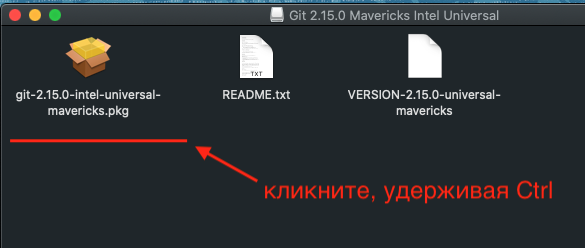 Git 2.15.0 Mavericks Intel Universal
git-2.15.0-intel-universal-
mavericks.pkg
TXT
README.txt
VERSION-2.15.0-universal-
mavericks
кликните, удерживая Ctrl